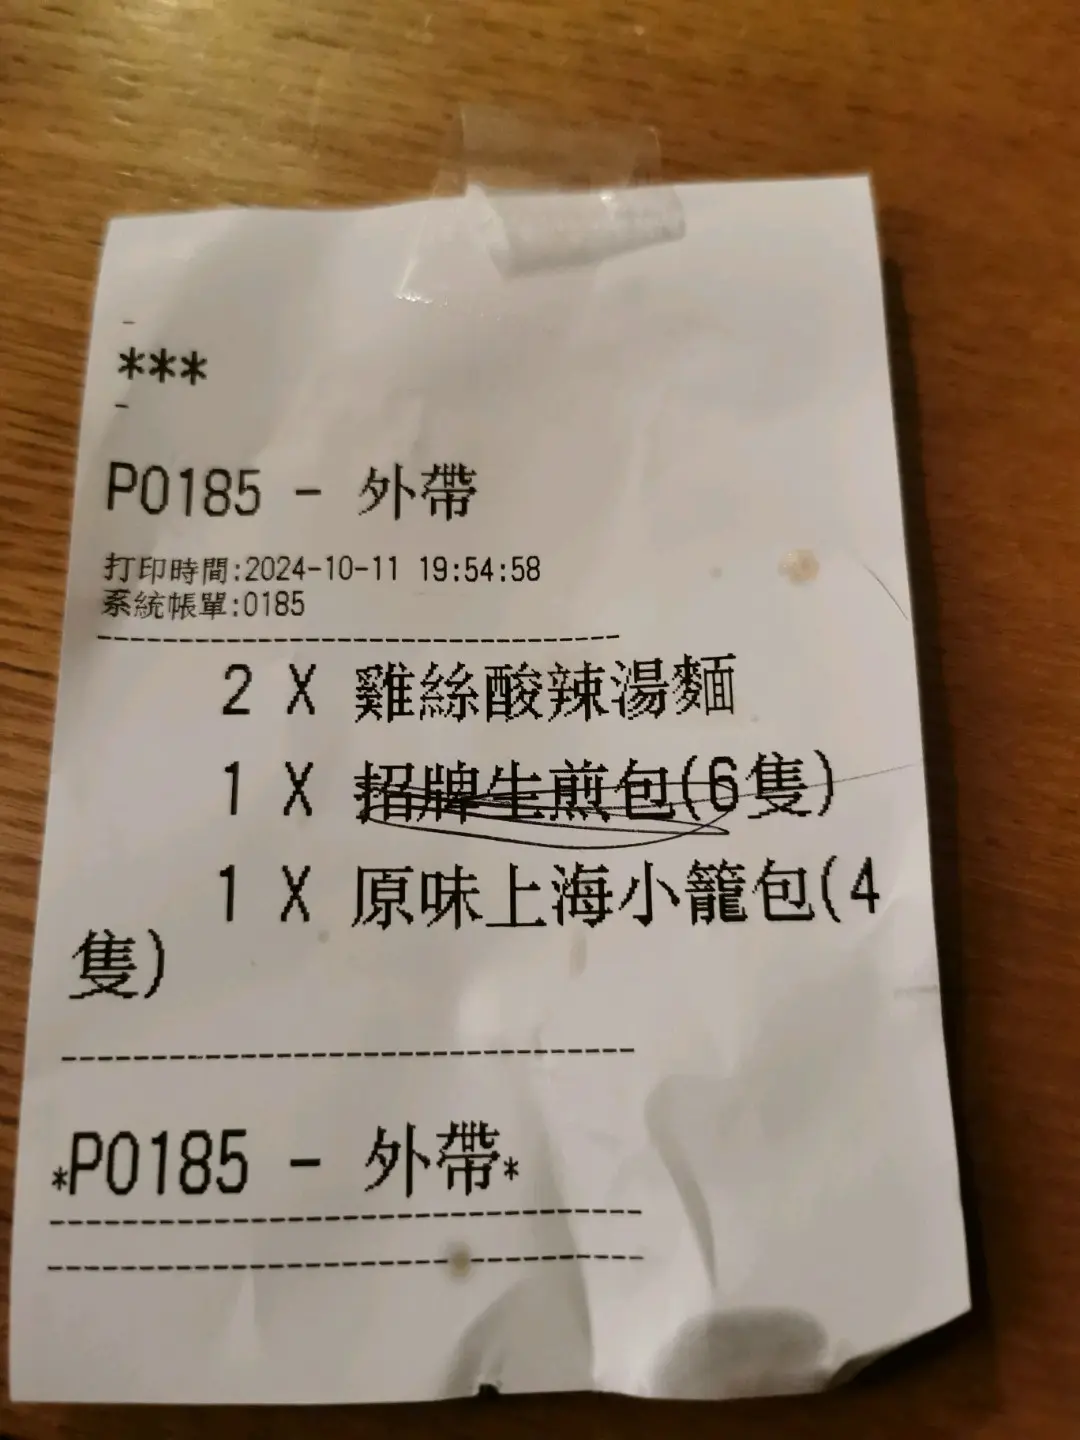 -
***
-
P0185 - 外帶
打印時間:2024-10-11 19:54:58
系統帳單:0185
2 X 雞絲酸辣湯麵
1 X 招牌生煎包(6隻)
1 X 原味上海小籠包(4
隻)
*P0185 - 外帶*